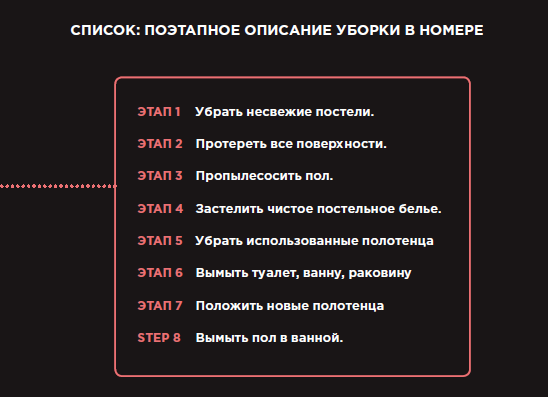 СПИСОК: ПОЭТАПНОЕ ОПИСАНИЕ УБОРКИ В НОМЕРЕ
ЭТАП 1 Убрать несвежие постели.
ЭТАП 2 Протереть все поверхности.
ЭТАП 3 Пропылесосить пол.
ЭТАП 4 Застелить чистое постельное белье.
ЭТАП 5 Убрать использованные полотенца
ЭТАП 6 Вымыть туалет, ванну, раковину
ЭТАП 7 Положить новые полотенца
STEP 8 Вымыть пол в ванной.